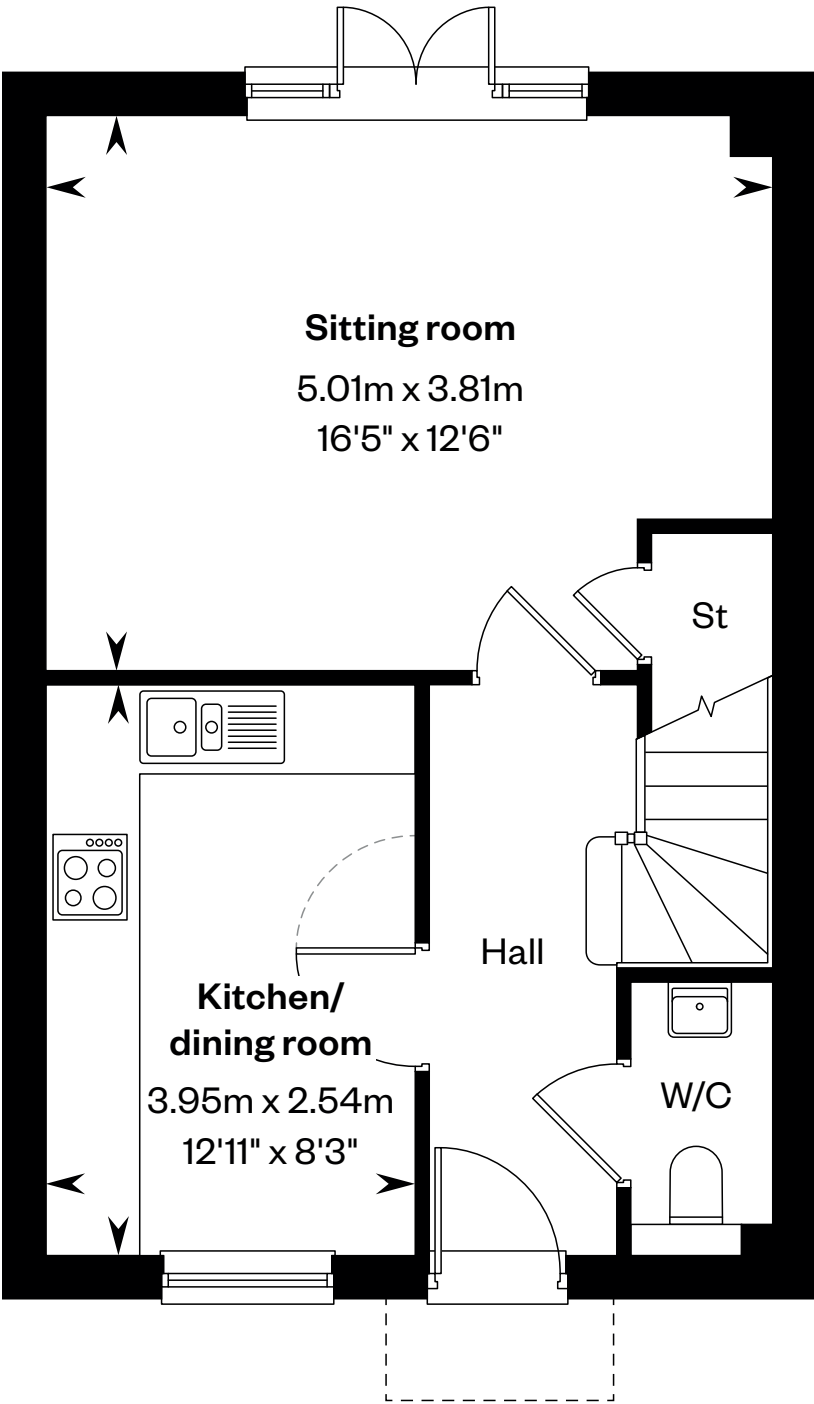 Sitting room
5.01m x 3.81m
16'5" x 12'6"
St
Hall
Kitchen/
dining room
3.95m x 2.54m
12'11" x 8'3"
W/C